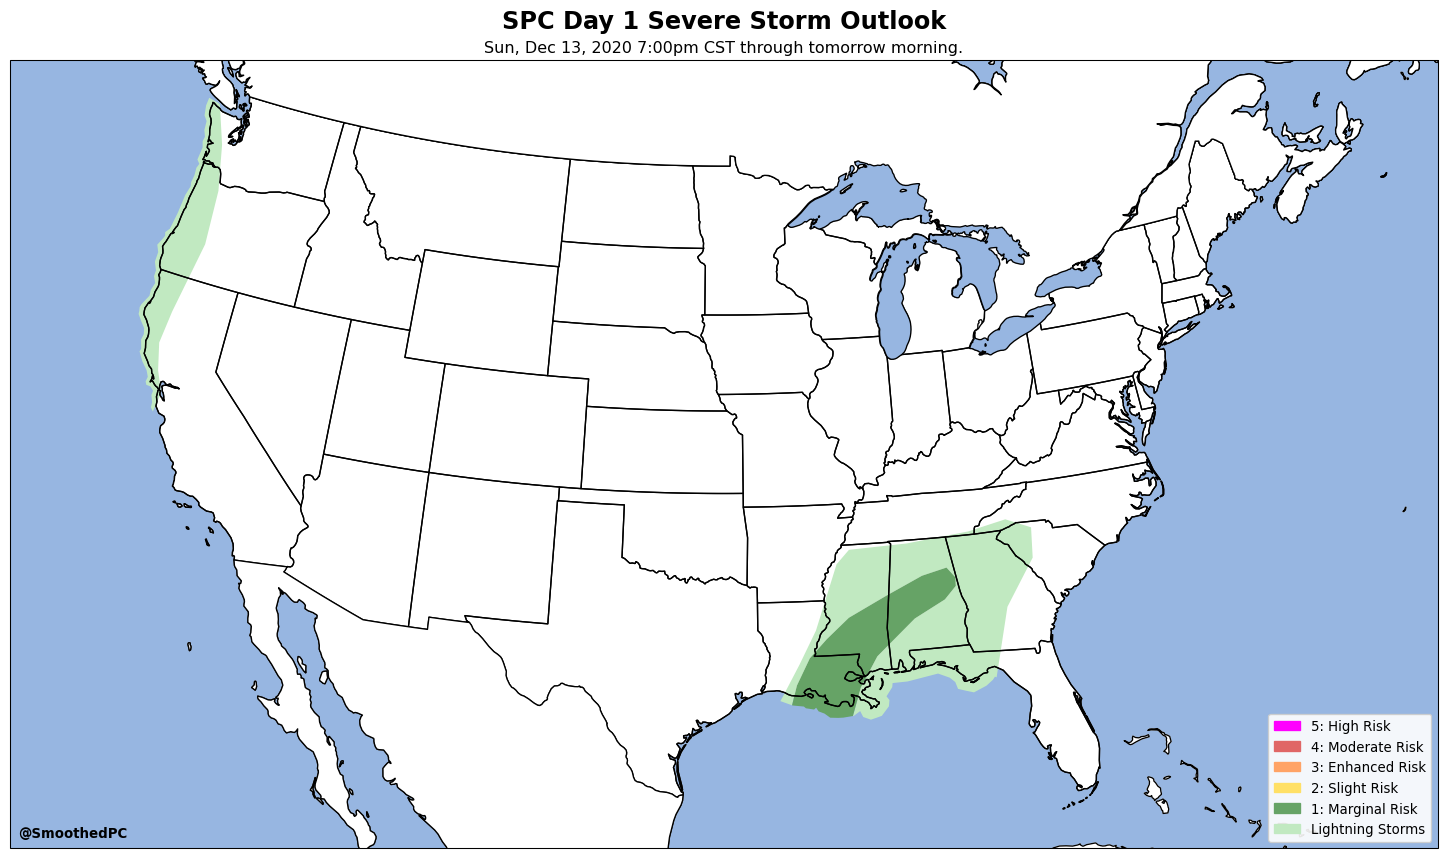 SPC Day 1 Severe Storm Outlook
Sun, Dec 13, 2020 7:00pm CST through tomorrow morning.
5: High Risk
4: Moderate Risk
3: Enhanced Risk
2: Slight Risk
1: Marginal Risk
Lightning Storms
@SmoothedPC